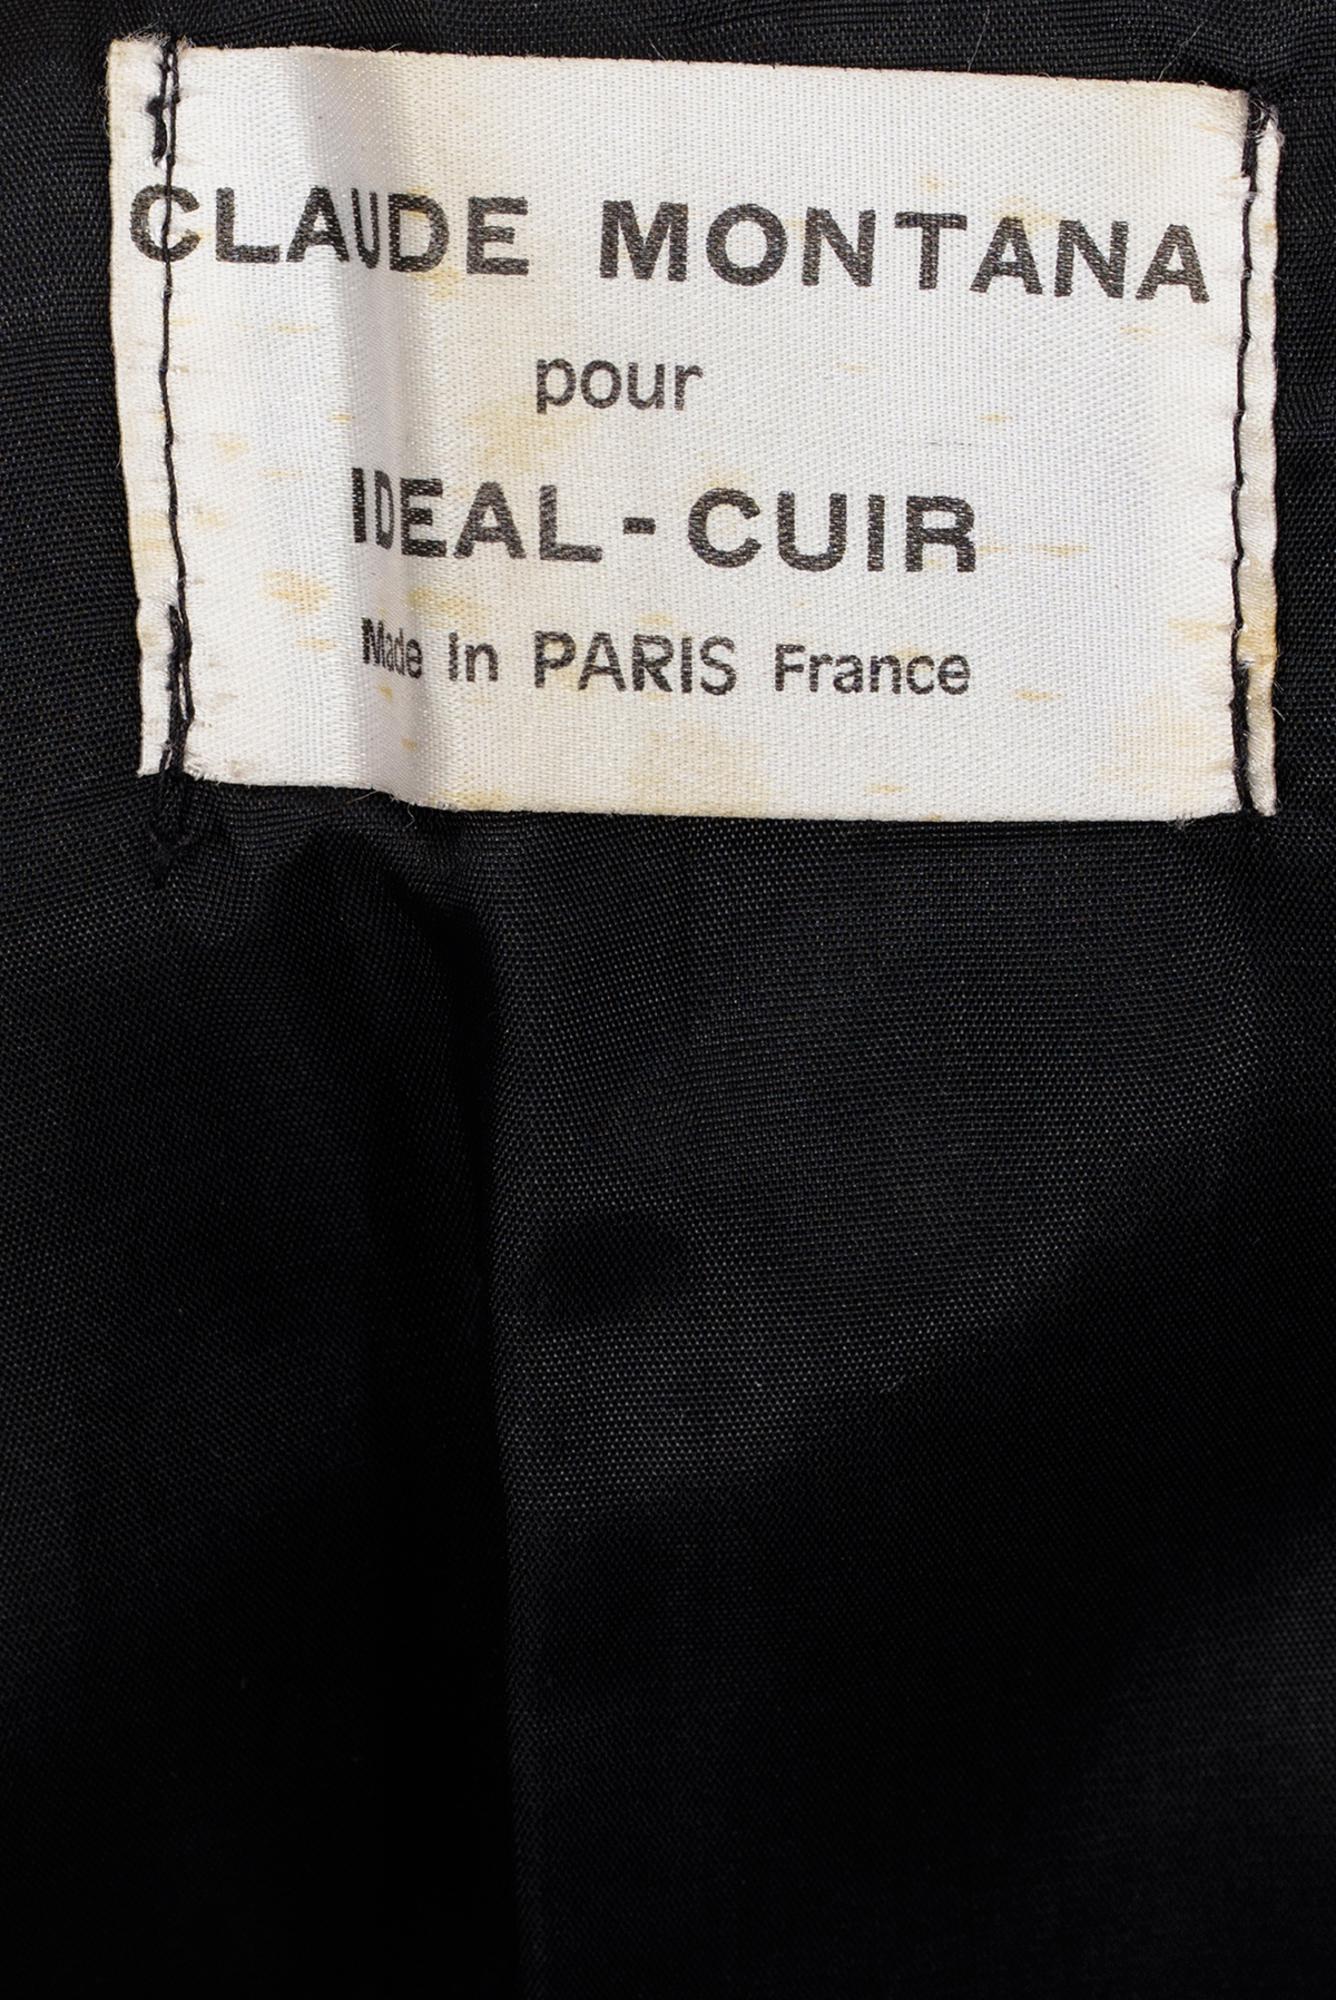 CLAUDE MONTANA
pour
IDEAL-CUIR
Made In PARIS France